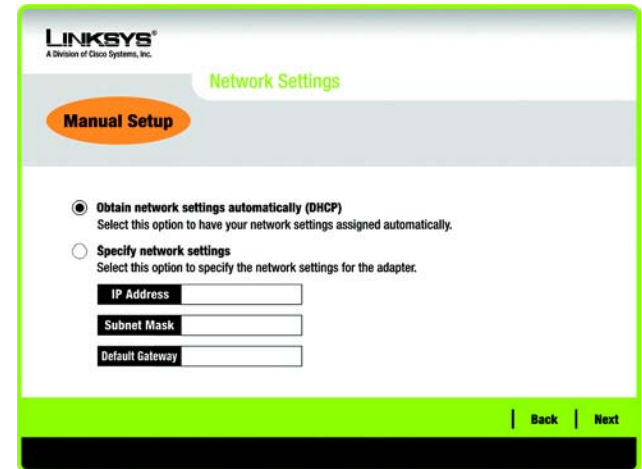 LINKSYS®
A Division of Cisco Systems, Inc.
Network Settings
Manual Setup
Obtain network settings automatically (DHCP)
Select this option to have your network settings assigned automatically.
Specify network settings
Select this option to specify the network settings for the adapter.
IP Address
Subnet Mask
Default Gateway
Back
Next